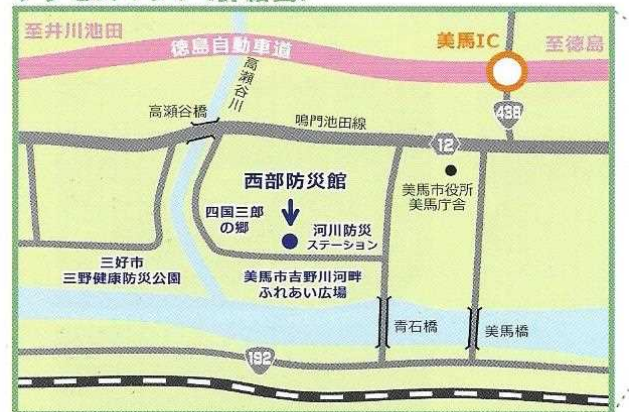 至井川池田
徳島自動車道
美馬IC
至徳島
高瀬谷川
高瀬谷橋
鳴門池田線
438
12
西部防災館
美馬市役所
美馬庁舎
四国三郎
の郷
河川防災
ステーション
三好市
三野健康防災公園
美馬市吉野川河畔
ふれあい広場
青石橋
美馬橋
192